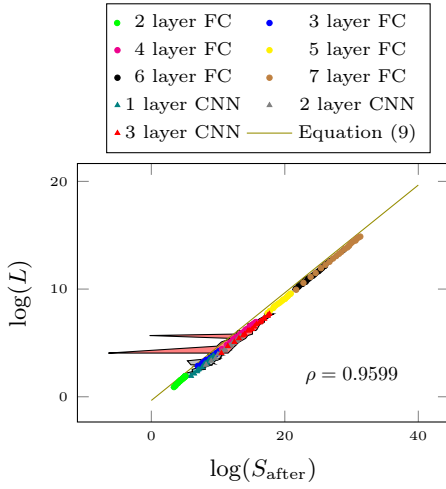 2 layer FC 3 layer FC
4 layer FC 5 layer FC
6 layer FC 7 layer FC
1 layer CNN 2 layer CNN
3 layer CNN Equation (9)
20
10
0
log(L)
ρ = 0.9599
0 20 40
log(S_after)